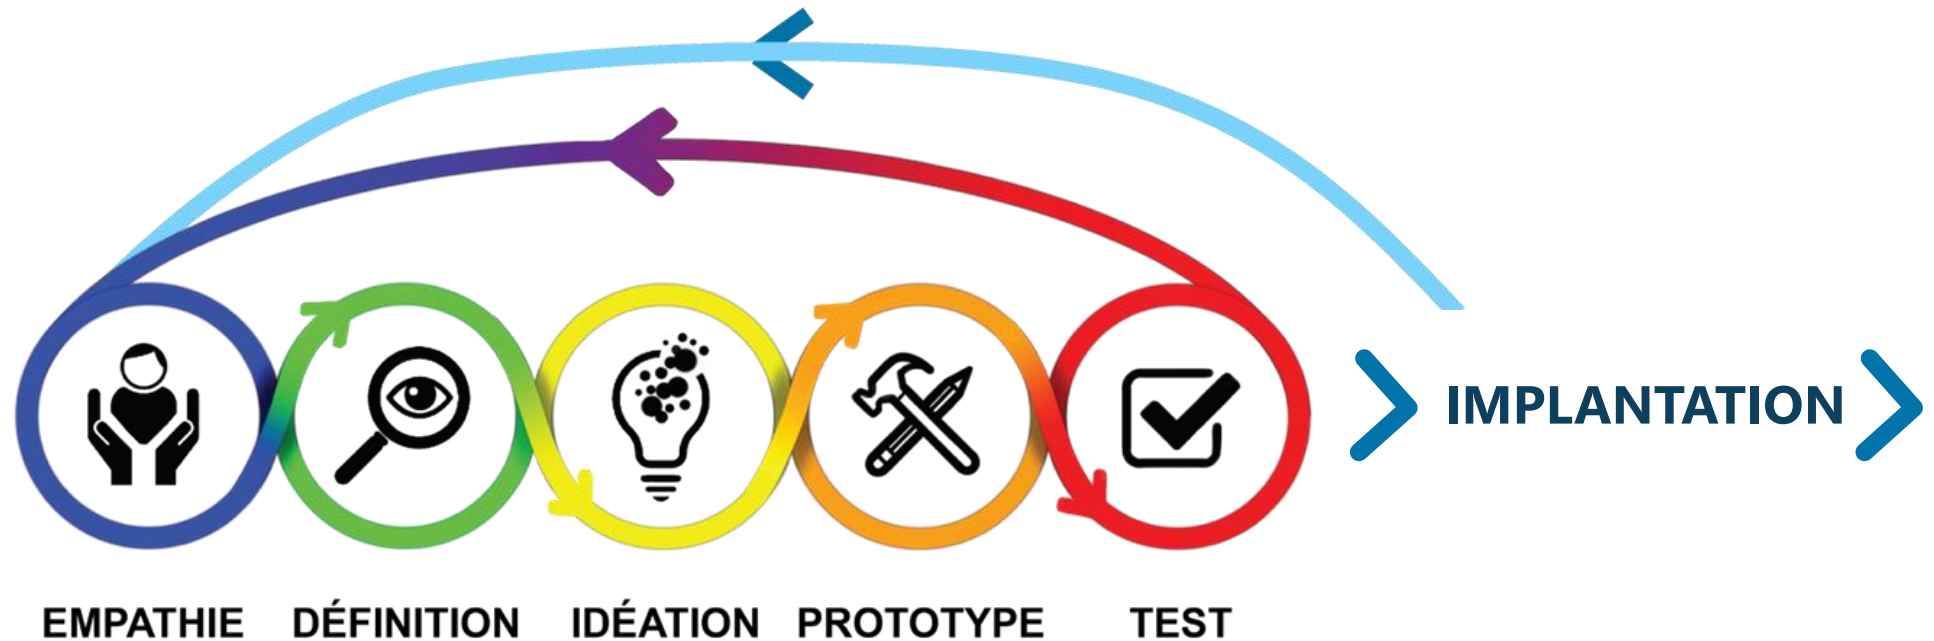 IMPLANTATION
EMPATHIE DÉFINITION IDÉATION PROTOTYPE TEST